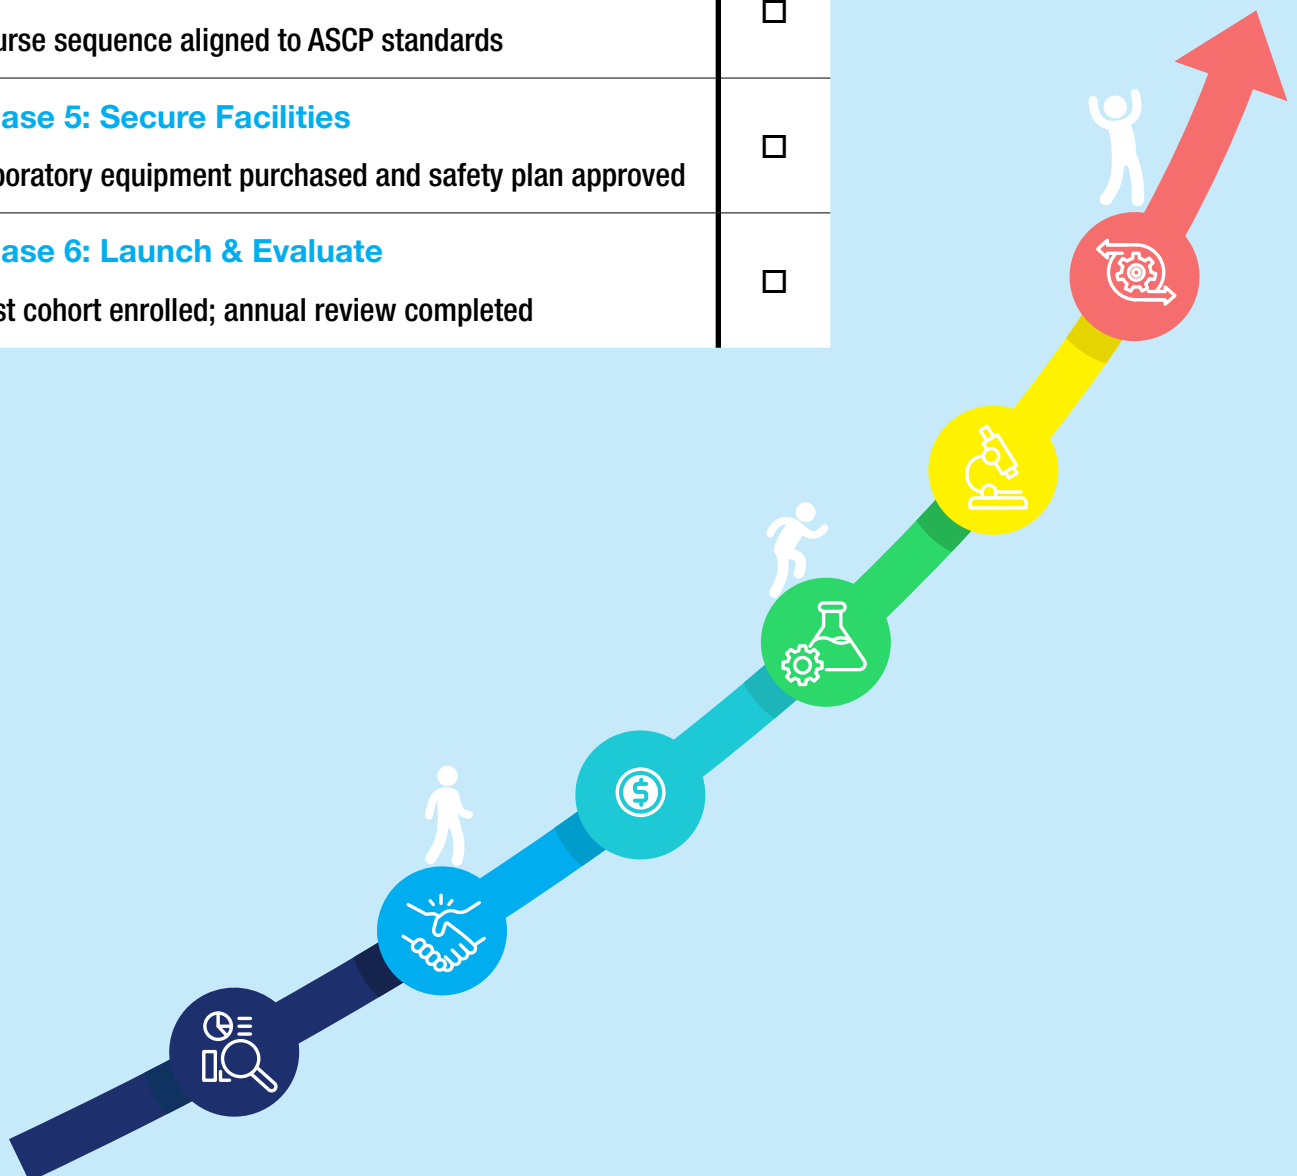 urse sequence aligned to ASCP standards
ase 5: Secure Facilities
oratory equipment purchased and safety plan approved
ase 6: Launch & Evaluate
st cohort enrolled; annual review completed
$